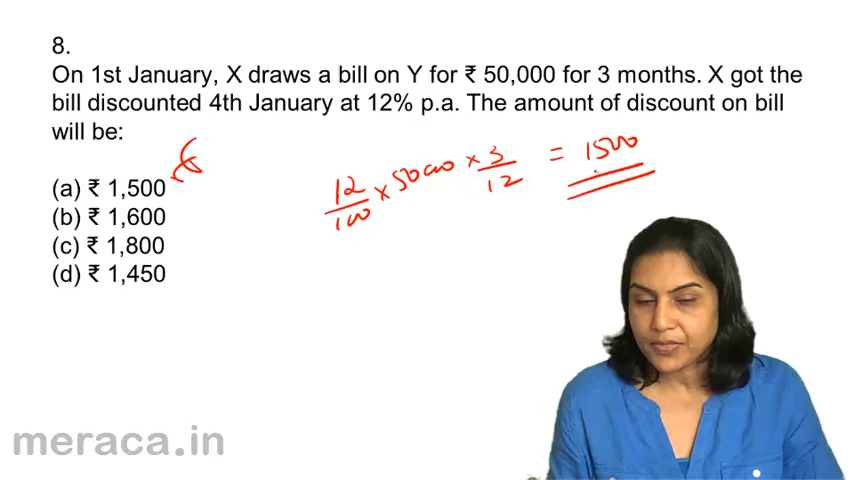 8.
On 1st January, X draws a bill on Y for ₹ 50,000 for 3 months. X got the
bill discounted 4th January at 12% p.a. The amount of discount on bill
will be:
12/100 × 50000 × 3/12 = 1500
(a) ₹ 1,500
(b) ₹ 1,600
(c) ₹ 1,800
(d) ₹ 1,450
meraca.in